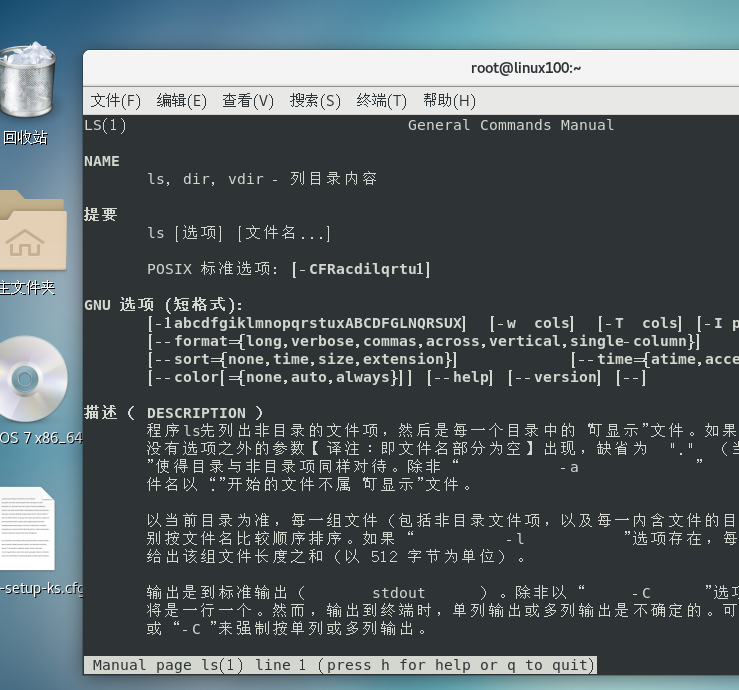 root@linux100:~
文件(F) 编辑(E) 查看(V) 搜索(S) 终端(T) 帮助(H)
LS(1) General Commands Manual
NAME
ls, dir, vdir - 列目录内容
提要
ls [选项] [文件名...]
POSIX 标准选项: [-CFRacdilqrtu1]
GNU 选项 (短格式):
[-1abcdfgiklmnopqrstuxABCDFGLNQRSUX] [-w cols] [-T cols] [-I p
[--format={long,verbose,commas,across,vertical,single-column}]
[--sort={none,time,size,extension}] [--time={atime,acce
[--color[={none,auto,always}]] [--help] [--version] [--]
描述 ( DESCRIPTION )
程序ls先列出非目录的文件项，然后是每一个目录中的“可显示”文件。如果
没有选项之外的参数【译注：即文件名部分为空】出现，缺省为 "." （当
”使得目录与非目录项同样对待。除非 “ -a ”
件名以 “.”开始的文件不属“可显示”文件。
以当前目录为准，每一组文件（包括非目录文件项，以及每一内含文件的目
别按文件名比较顺序排序。如果 “ -l ”选项存在，每
给出该组文件长度之和（以 512 字节为单位）。
输出是到标准输出（ stdout ）。除非以 “ -C ”选项
将是一行一个。然而，输出到终端时，单列输出或多列输出是不确定的。可
或 “-C ”来强制按单列或多列输出。
Manual page ls(1) line 1 (press h for help or q to quit)
回收站
主文件夹
OS 7 x86_64
-setup-ks.cfg